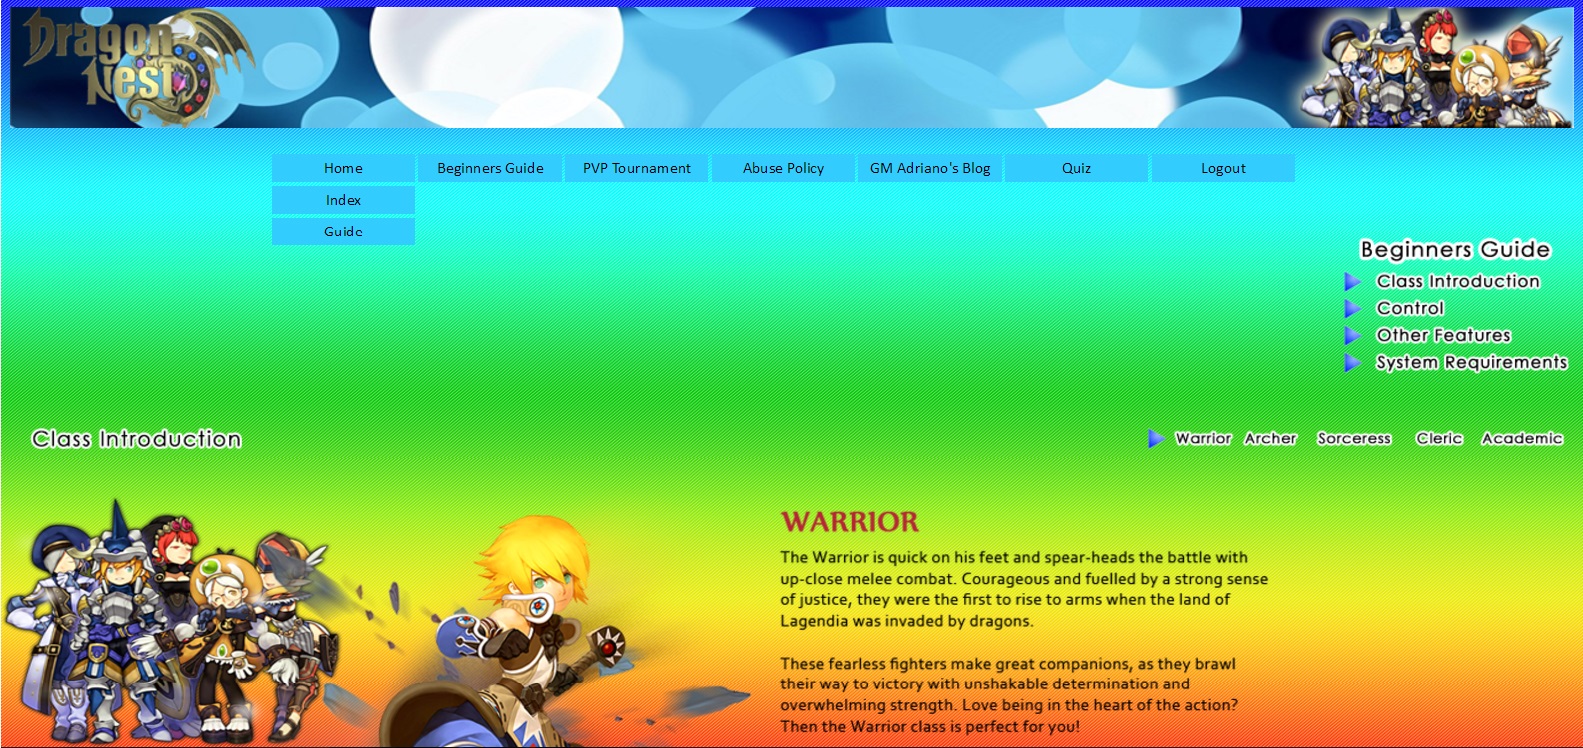 Dragon
Nest
Home
Beginners Guide
PVP Tournament
Abuse Policy
GM Adriano's Blog
Quiz
Logout
Index
Guide
Beginners Guide
Class Introduction
Control
Other Features
System Requirements
Class Introduction
Warrior Archer Sorceress Cleric Academic
WARRIOR
The Warrior is quick on his feet and spear-heads the battle with
up-close melee combat. Courageous and fuelled by a strong sense
of justice, they were the first to rise to arms when the land of
Lagendia was invaded by dragons.
These fearless fighters make great companions, as they brawl
their way to victory with unshakable determination and
overwhelming strength. Love being in the heart of the action?
Then the Warrior class is perfect for you!